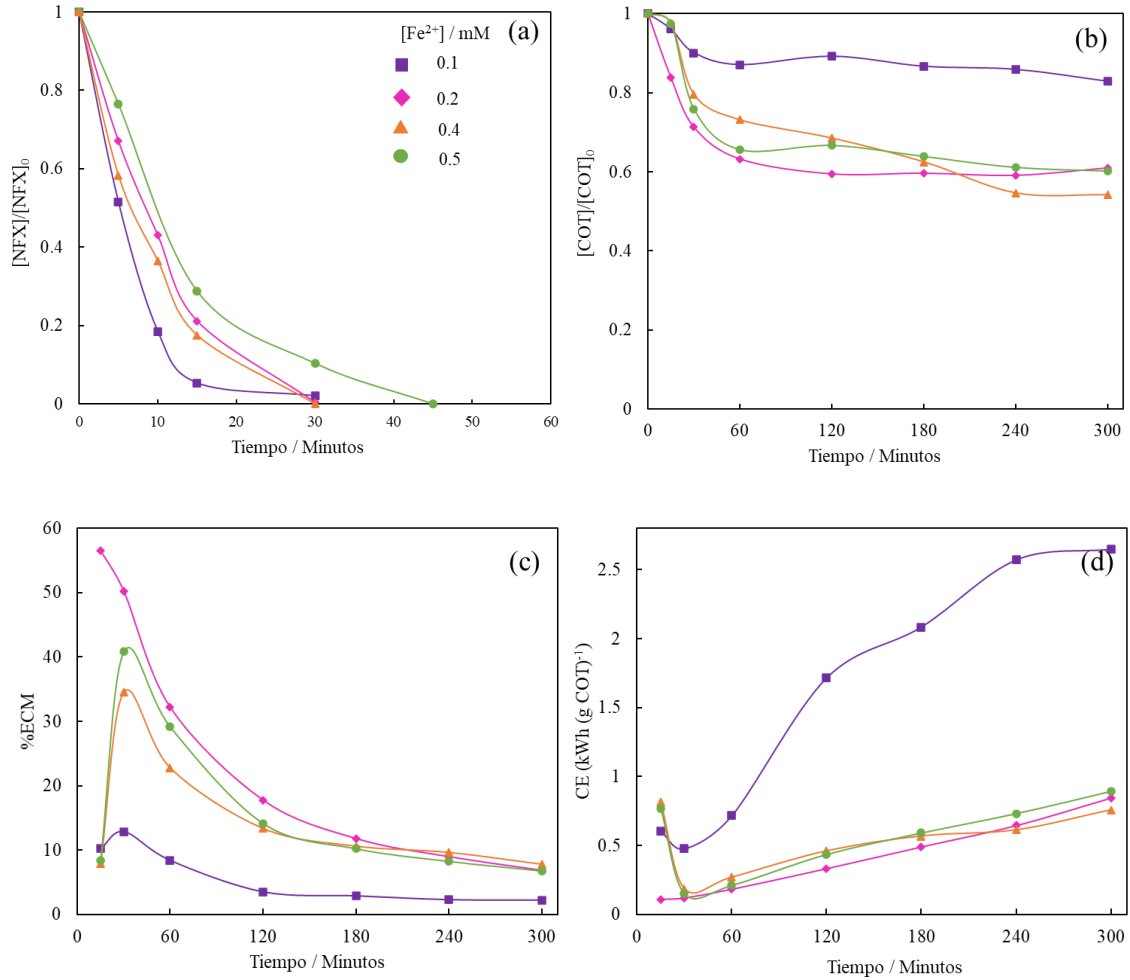 (a)
[Fe²⁺] / mM
0.1
0.2
0.4
0.5
1
0.8
0.6
0.4
0.2
0
[NFX]/[NFX]₀
0 10 20 30 40 50 60
Tiempo / Minutos
(b)
1
0.8
0.6
0.4
0.2
0
[COT]/[COT]₀
0 60 120 180 240 300
Tiempo / Minutos
(c)
60
50
40
30
20
10
0
%ECM
0 60 120 180 240 300
Tiempo / Minutos
(d)
2.5
2
1.5
1
0.5
0
CE (kWh (g COT)⁻¹
0 60 120 180 240 300
Tiempo / Minutos